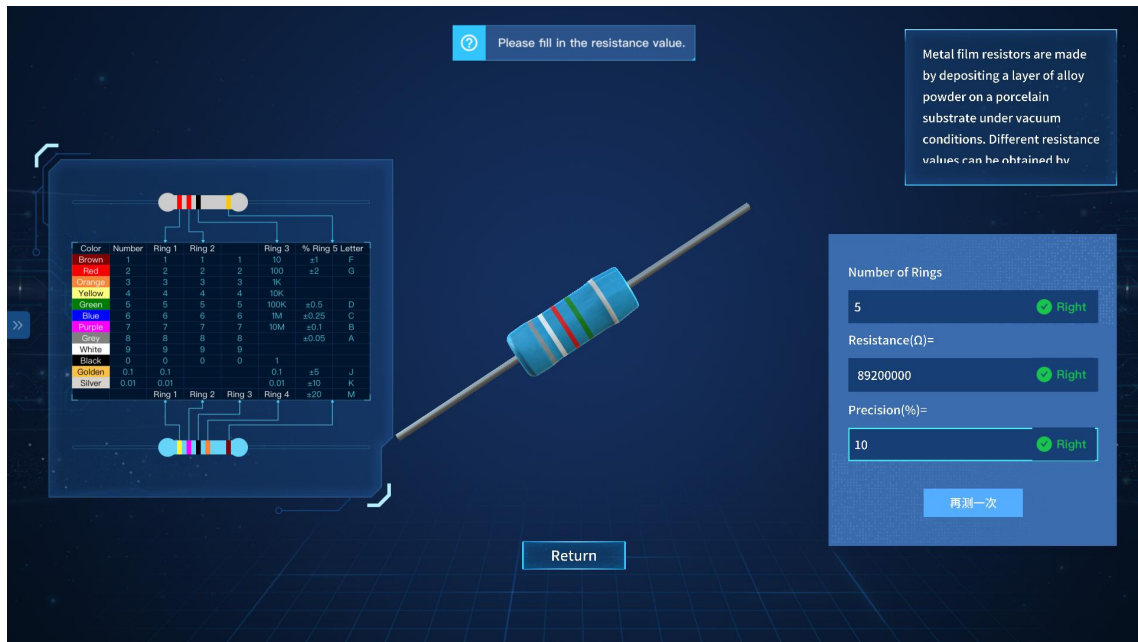 Please fill in the resistance value.
Metal film resistors are made
by depositing a layer of alloy
powder on a porcelain
substrate under vacuum
conditions. Different resistance
values can be obtained by
Color Number Ring 1 Ring 2 Ring 3 % Ring 5 Letter
Brown 1 1 1 1 10 ±1 F
Red 2 2 2 2 100 ±2 G
Orange 3 3 3 3 1K
Yellow 4 4 4 4 10K
Green 5 5 5 5 100K ±0.5 D
Blue 6 6 6 6 1M ±0.25 C
Purple 7 7 7 7 10M ±0.1 B
Grey 8 8 8 8 ±0.05 A
White 9 9 9 9
Black 0 0 0 0 1
Golden 0.1 0.1 0.1 ±5 J
Silver 0.01 0.01 0.01 ±10 K
Ring 1 Ring 2 Ring 3 Ring 4 ±20 M
Number of Rings
5 Right
Resistance(Ω)=
89200000 Right
Precision(%)=
10 Right
再测一次
Return